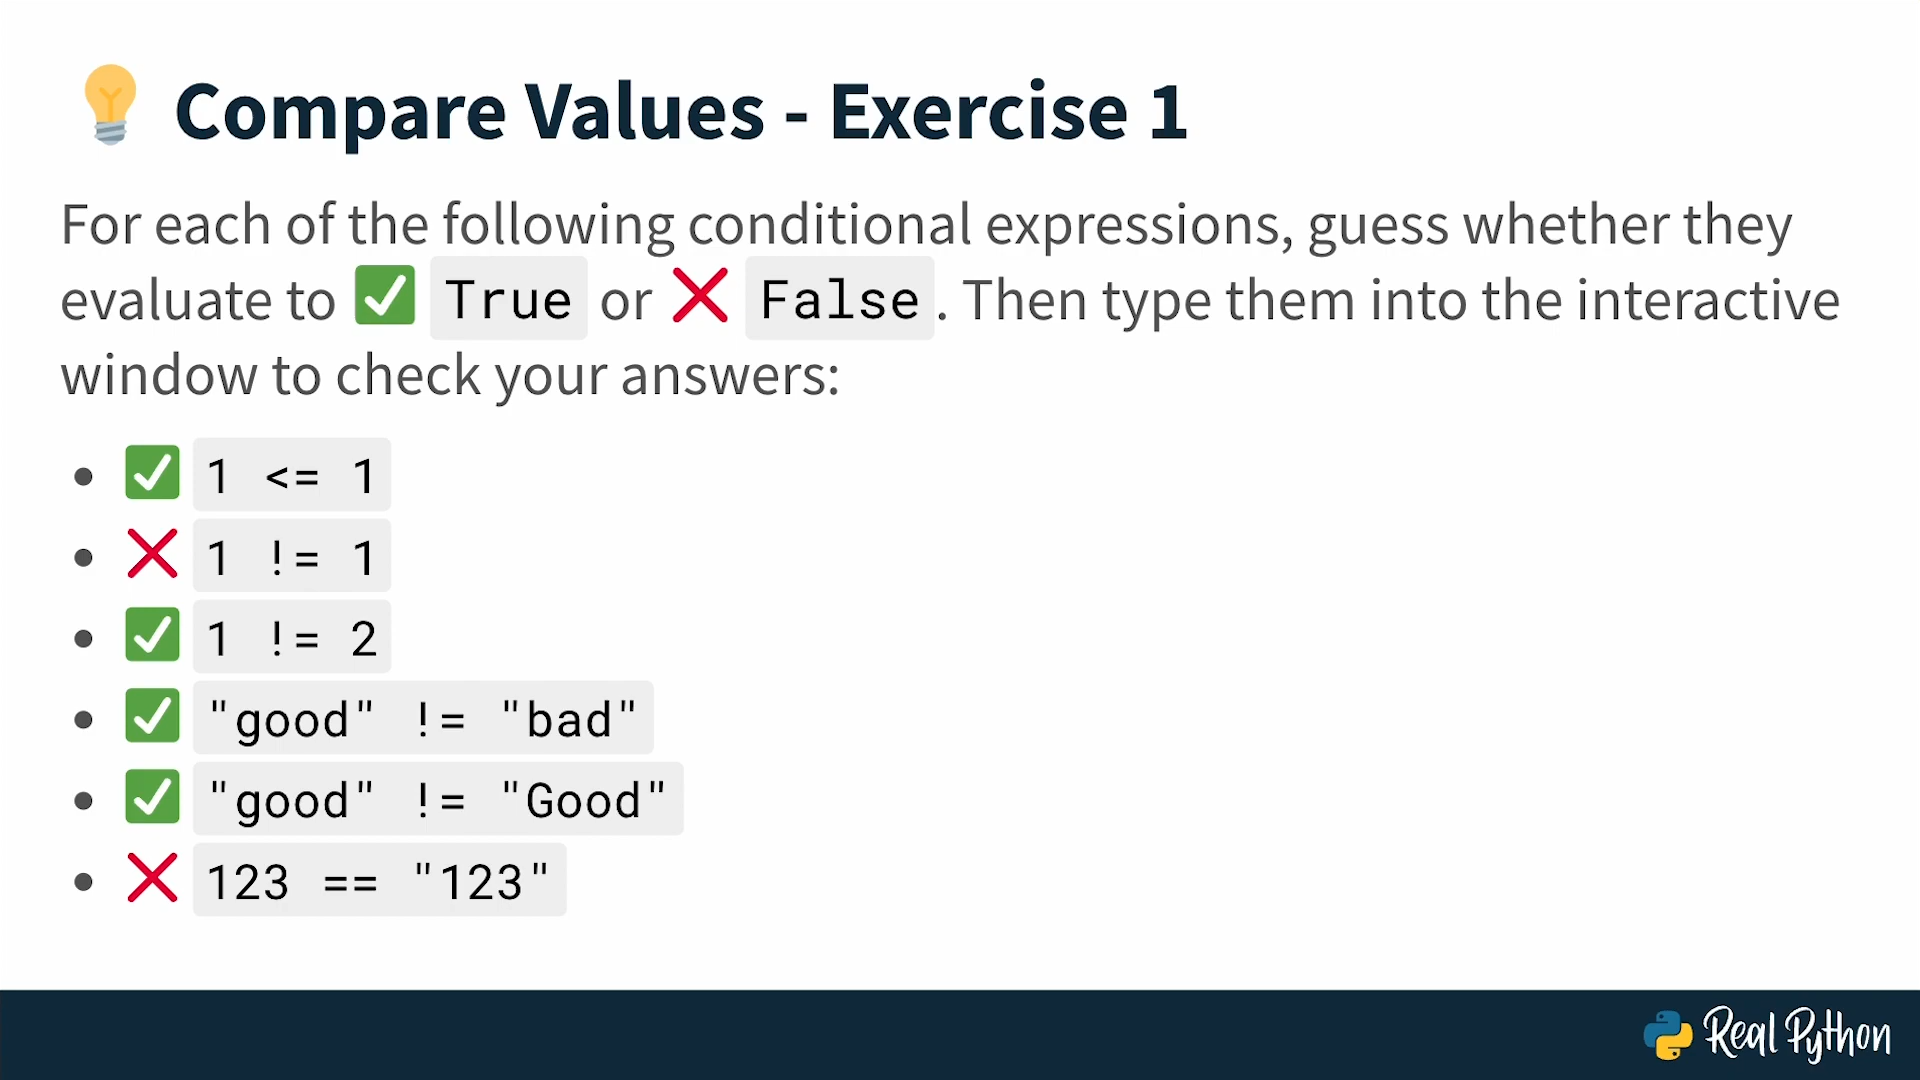 Compare Values - Exercise 1
For each of the following conditional expressions, guess whether they
evaluate to ✅ True or ❌ False. Then type them into the interactive
window to check your answers:
• ✅ 1 <= 1
• ❌ 1 != 1
• ✅ 1 != 2
• ✅ "good" != "bad"
• ✅ "good" != "Good"
• ❌ 123 == "123"
Real Python